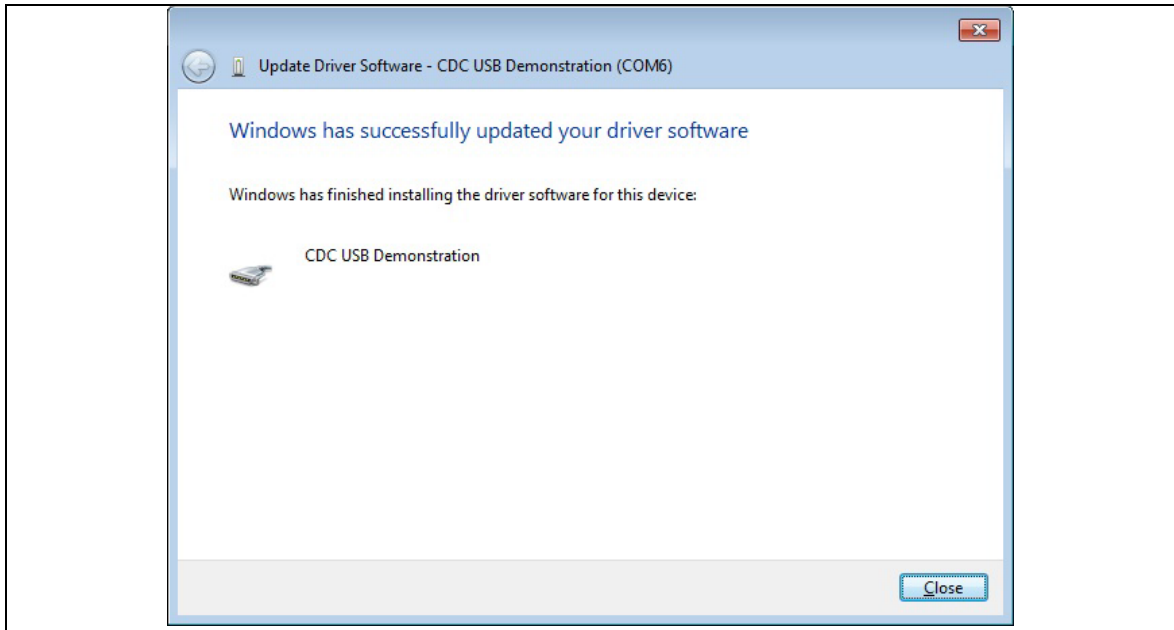 Update Driver Software - CDC USB Demonstration (COM6)
Windows has successfully updated your driver software
Windows has finished installing the driver software for this device:
CDC USB Demonstration
Close